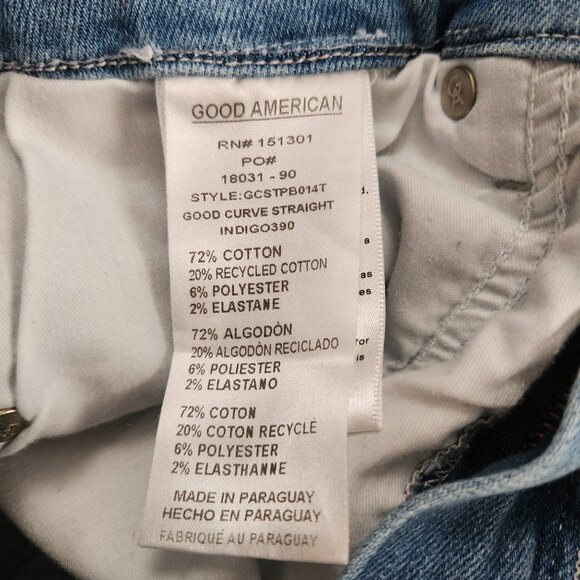 GOOD AMERICAN
RN# 151301
PO#
18031 - 90
STYLE:GCSTPB014T
GOOD CURVE STRAIGHT
INDIGO390
72% COTTON
20% RECYCLED COTTON
6% POLYESTER
2% ELASTANE
72% ALGODÒN
20% ALGODÒN RECICLADO
6% POLIESTER
2% ELASTANO
72% COTON
20% COTON RECYCLÉ
6% POLYESTER
2% ELASTHANNE
MADE IN PARAGUAY
HECHO EN PARAGUAY
FABRIQUÉ AU PARAGUAY